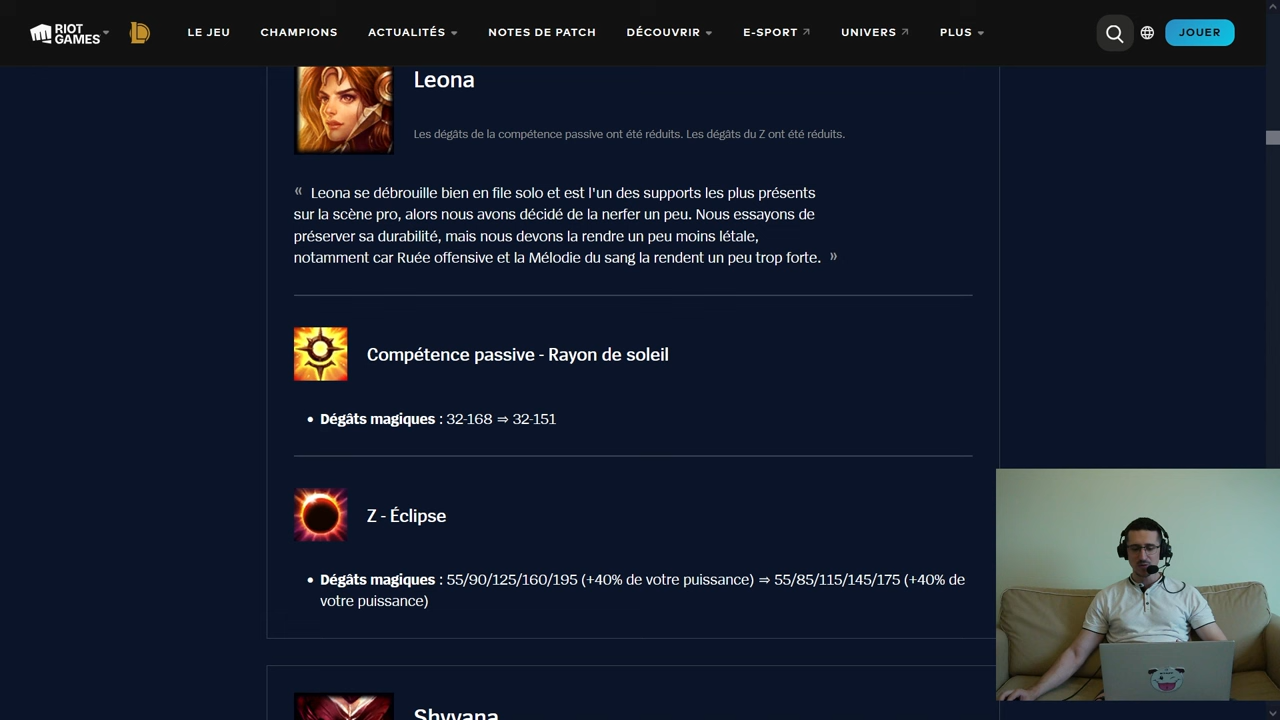 RIOT GAMES
LE JEU
CHAMPIONS
ACTUALITÉS
NOTES DE PATCH
DÉCOUVRIR
E-SPORT
UNIVERS
PLUS
JOUER
Leona
Les dégâts de la compétence passive ont été réduits. Les dégâts du Z ont été réduits.
« Leona se débrouille bien en file solo et est l'un des supports les plus présents
sur la scène pro, alors nous avons décidé de la nerfer un peu. Nous essayons de
préserver sa durabilité, mais nous devons la rendre un peu moins létale,
notamment car Ruée offensive et la Mélodie du sang la rendent un peu trop forte. »
Compétence passive - Rayon de soleil
• Dégâts magiques : 32-168 ⇒ 32-151
Z - Éclipse
• Dégâts magiques : 55/90/125/160/195 (+40% de votre puissance) ⇒ 55/85/115/145/175 (+40% de
votre puissance)
Shyvana